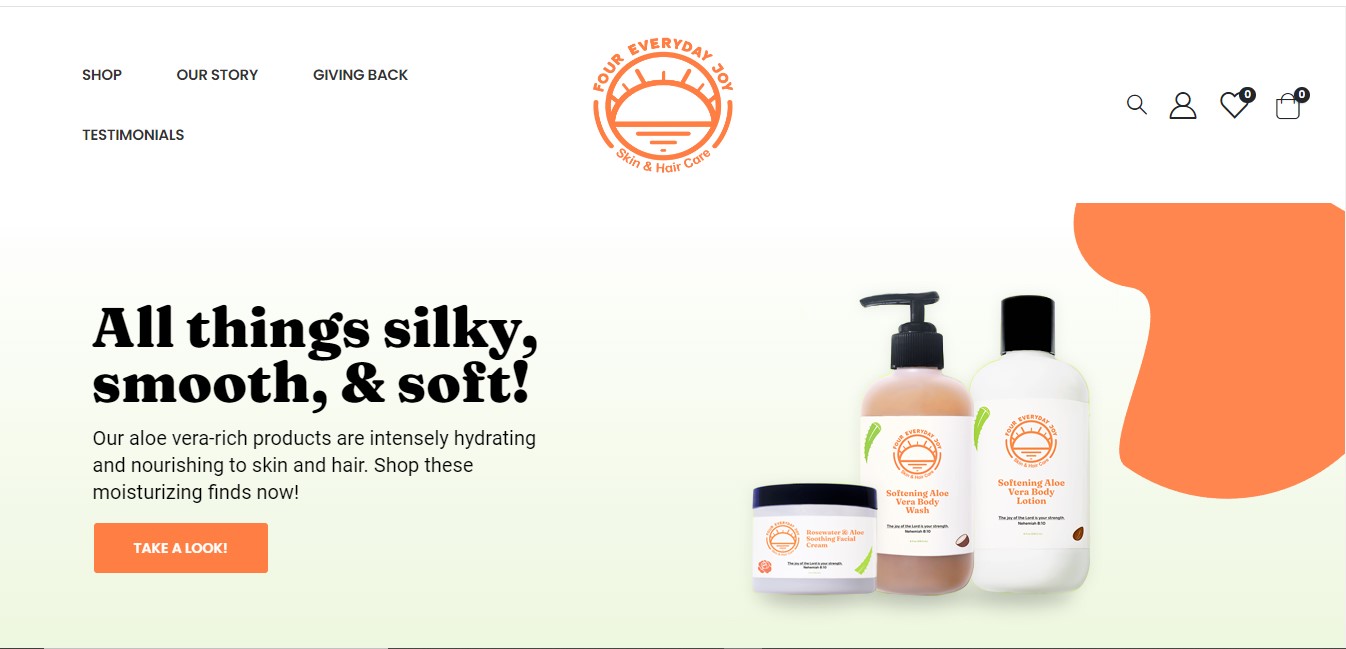 SHOP OUR STORY GIVING BACK
TESTIMONIALS
FOUR EVERYDAY JOY
Skin & Hair Care
0
0
All things silky,
smooth, & soft!
Our aloe vera-rich products are intensely hydrating
and nourishing to skin and hair. Shop these
moisturizing finds now!
TAKE A LOOK!
FOUR EVERYDAY JOY
Skin & Hair Care
Rosewater & Aloe
Soothing Facial
Cream
The joy of the Lord is your strength.
Nehemiah 8:10
FOUR EVERYDAY JOY
Skin & Hair Care
Softening Aloe
Vera Body
Wash
The joy of the Lord is your strength.
Nehemiah 8:10
FOUR EVERYDAY JOY
Skin & Hair Care
Softening Aloe
Vera Body
Lotion
The joy of the Lord is your strength.
Nehemiah 8:10